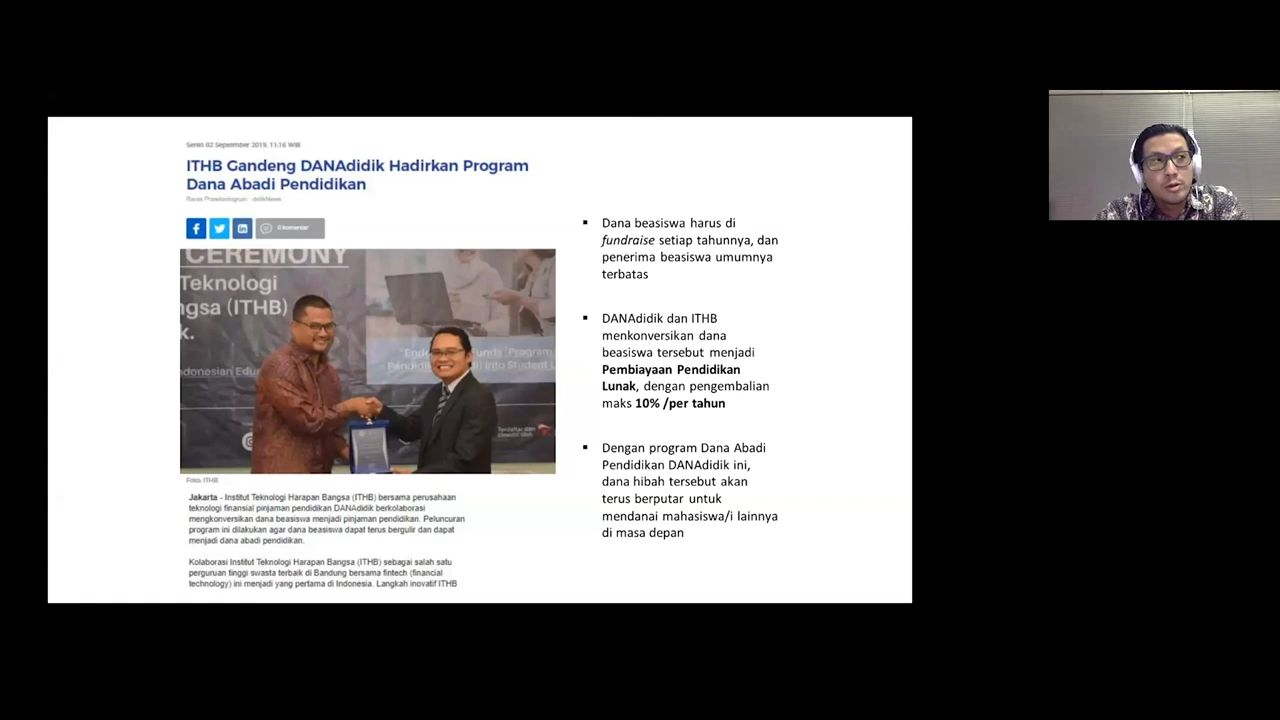 Senin 02 September 2019, 11:16 WIB
ITHB Gandeng DANAdidik Hadirkan Program
Dana Abadi Pendidikan
detikNews
0 komentar
CEREMONY
Teknologi
gsa (ITHB)
k.
Foto: ITHB
Jakarta - Institut Teknologi Harapan Bangsa (ITHB) bersama perusahaan
teknologi finansial pinjaman pendidikan DANAdidik berkolaborasi
mengkonversikan dana beasiswa menjadi pinjaman pendidikan. Peluncuran
program ini dilakukan agar dana beasiswa dapat terus bergulir dan dapat
menjadi dana abadi pendidikan.
Kolaborasi Institut Teknologi Harapan Bangsa (ITHB) sebagai salah satu
perguruan tinggi swasta terbaik di Bandung bersama fintech (financial
technology) ini menjadi yang pertama di Indonesia. Langkah inovatif ITHB
▪ Dana beasiswa harus di
fundraise setiap tahunnya, dan
penerima beasiswa umumnya
terbatas
▪ DANAdidik dan ITHB
menkonversikan dana
beasiswa tersebut menjadi
Pembiayaan Pendidikan
Lunak, dengan pengembalian
maks 10% /per tahun
▪ Dengan program Dana Abadi
Pendidikan DANAdidik ini,
dana hibah tersebut akan
terus berputar untuk
mendanai mahasiswa/i lainnya
di masa depan